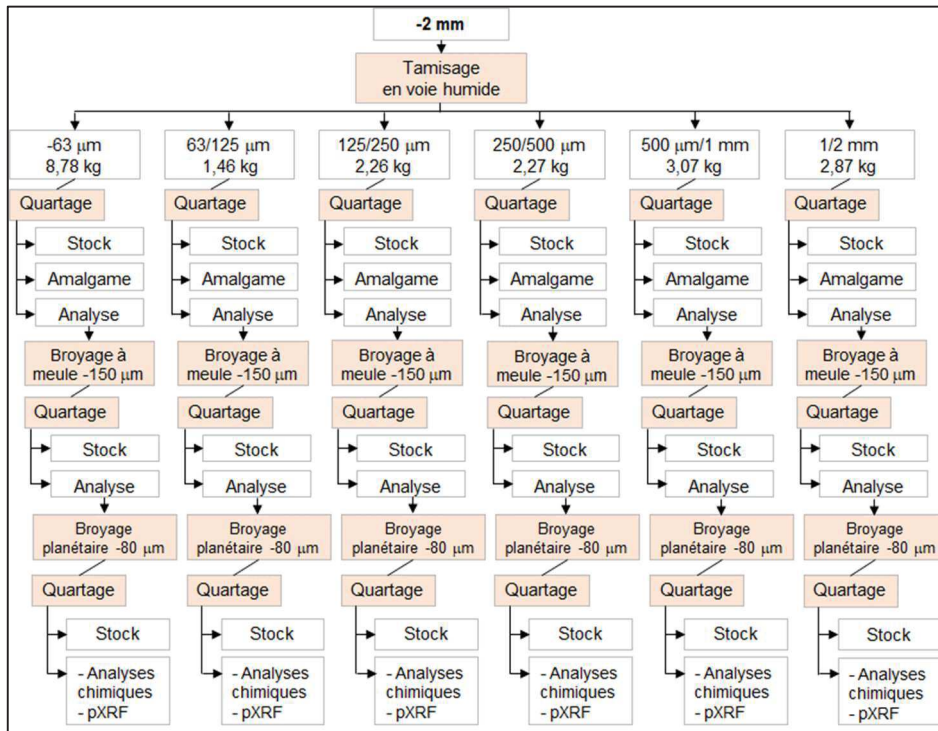 -2 mm
Tamisage
en voie humide
-63 µm
8,78 kg
63/125 µm
1,46 kg
125/250 µm
2,26 kg
250/500 µm
2,27 kg
500 µm/1 mm
3,07 kg
1/2 mm
2,87 kg
Quartage
Quartage
Quartage
Quartage
Quartage
Quartage
Stock
Stock
Stock
Stock
Stock
Stock
Amalgame
Amalgame
Amalgame
Amalgame
Amalgame
Amalgame
Analyse
Analyse
Analyse
Analyse
Analyse
Analyse
Broyage à
meule -150 µm
Broyage à
meule -150 µm
Broyage à
meule -150 µm
Broyage à
meule -150 µm
Broyage à
meule -150 µm
Broyage à
meule -150 µm
Quartage
Quartage
Quartage
Quartage
Quartage
Quartage
Stock
Stock
Stock
Stock
Stock
Stock
Analyse
Analyse
Analyse
Analyse
Analyse
Analyse
Broyage
planétaire -80 µm
Broyage
planétaire -80 µm
Broyage
planétaire -80 µm
Broyage
planétaire -80 µm
Broyage
planétaire -80 µm
Broyage
planétaire -80 µm
Quartage
Quartage
Quartage
Quartage
Quartage
Quartage
Stock
Stock
Stock
Stock
Stock
Stock
- Analyses
chimiques
- pXRF
- Analyses
chimiques
- pXRF
- Analyses
chimiques
- pXRF
- Analyses
chimiques
- pXRF
- Analyses
chimiques
- pXRF
- Analyses
chimiques
- pXRF